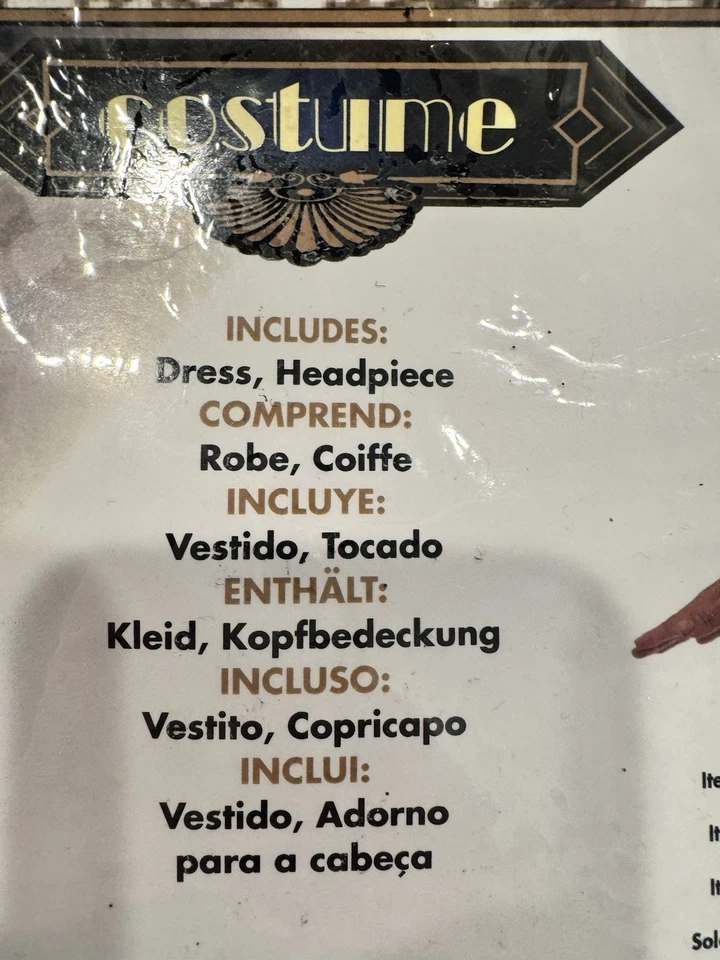 costume
INCLUDES:
Dress, Headpiece
COMPREND:
Robe, Coiffe
INCLUYE:
Vestido, Tocado
ENTHÄLT:
Kleid, Kopfbedeckung
INCLUSO:
Vestito, Copricapo
INCLUI:
Vestido, Adorno
para a cabeça